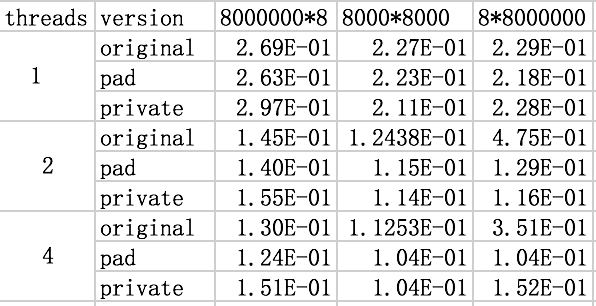 threads version 8000000*8 8000*8000 8*8000000
original 2.69E-01 2.27E-01 2.29E-01
1 pad 2.63E-01 2.23E-01 2.18E-01
private 2.97E-01 2.11E-01 2.28E-01
original 1.45E-01 1.2438E-01 4.75E-01
2 pad 1.40E-01 1.15E-01 1.29E-01
private 1.55E-01 1.14E-01 1.16E-01
original 1.30E-01 1.1253E-01 3.51E-01
4 pad 1.24E-01 1.04E-01 1.04E-01
private 1.51E-01 1.04E-01 1.52E-01